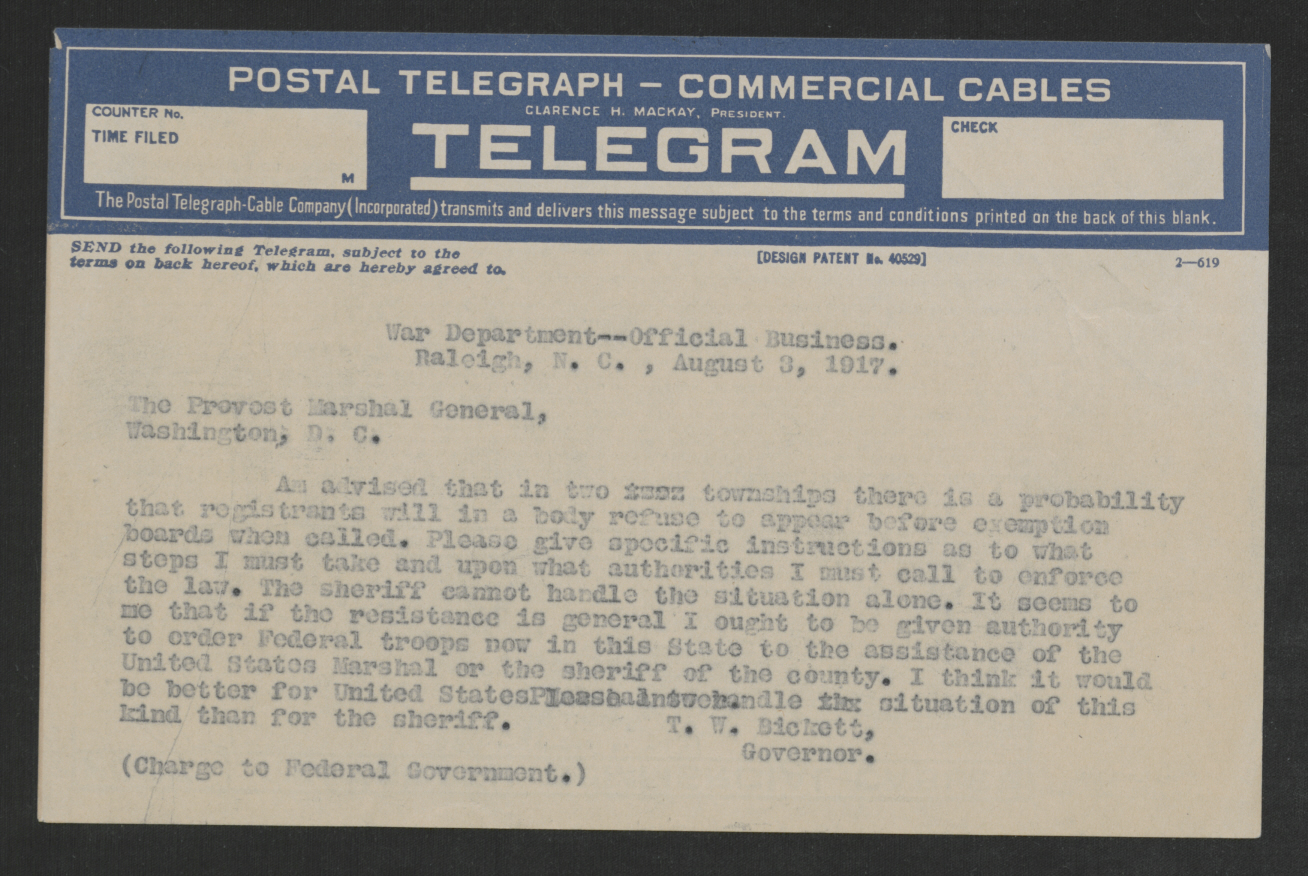 POSTAL TELEGRAPH – COMMERCIAL CABLES
CLARENCE H. MACKAY, PRESIDENT.
COUNTER No.
TIME FILED
M
TELEGRAM
CHECK
The Postal Telegraph-Cable Company (Incorporated) transmits and delivers this message subject to the terms and conditions printed on the back of this blank.
SEND the following Telegram, subject to the
terms on back hereof, which are hereby agreed to.
[DESIGN PATENT No. 40529]
2—619
War Department--Official Business.
Raleigh, N. C. , August 3, 1917.
The Provost Marshal General,
Washington, D. C.
Am advised that in two townships there is a probability
that registrants will in a body refuse to appear before exemption
boards when called. Please give specific instructions as to what
steps I must take and upon what authorities I must call to enforce
the law. The sheriff cannot handle the situation alone. It seems to
me that if the resistance is general I ought to be given authority
to order Federal troops now in this State to the assistance of the
United States Marshal or the sheriff of the county. I think it would
be better for United States handle situation of this
kind than for the sheriff.
T. W. Bickett,
Governor.
(Charge to Federal Government.)